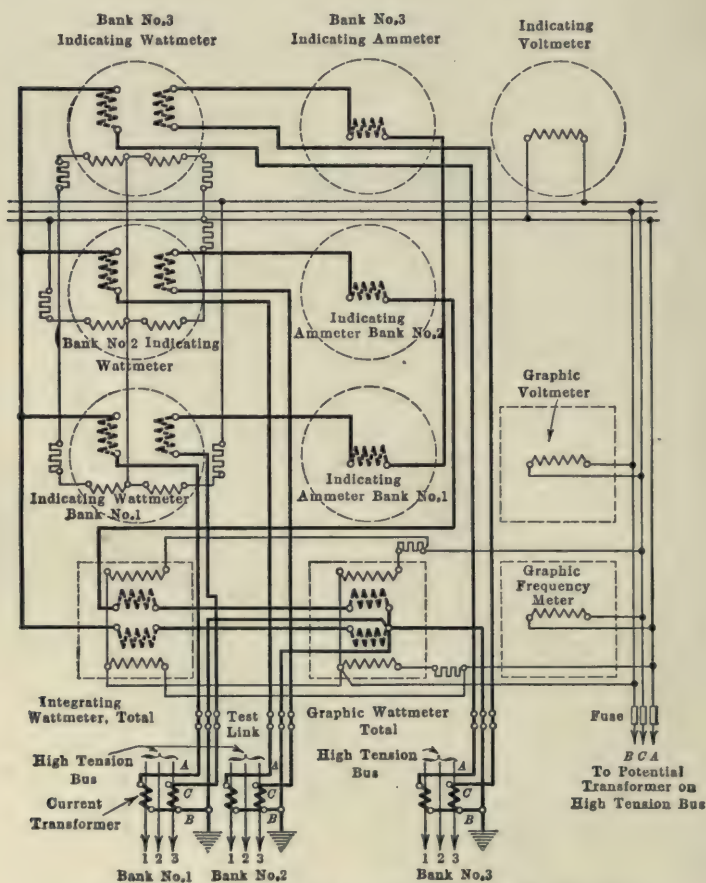 Bank No.3
Indicating Wattmeter
Bank No.3
Indicating Ammeter
Indicating
Voltmeter
Bank No.2 Indicating
Wattmeter
Indicating
Ammeter Bank No.2
Graphic
Voltmeter
Indicating Wattmeter
Bank No.1
Indicating
Ammeter Bank No.1
Graphic
Frequency
Meter
Integrating
Wattmeter, Total
Test
Link
Graphic Wattmeter
Total
Fuse
High Tension
Bus
High Tension
Bus
A
A
A
B C A
To Potential
Transformer on
High Tension Bus
Current
Transformer
C
C
C
B
B
B
1 2 3
1 2 3
1 2 3
Bank No.1
Bank No.2
Bank No.3